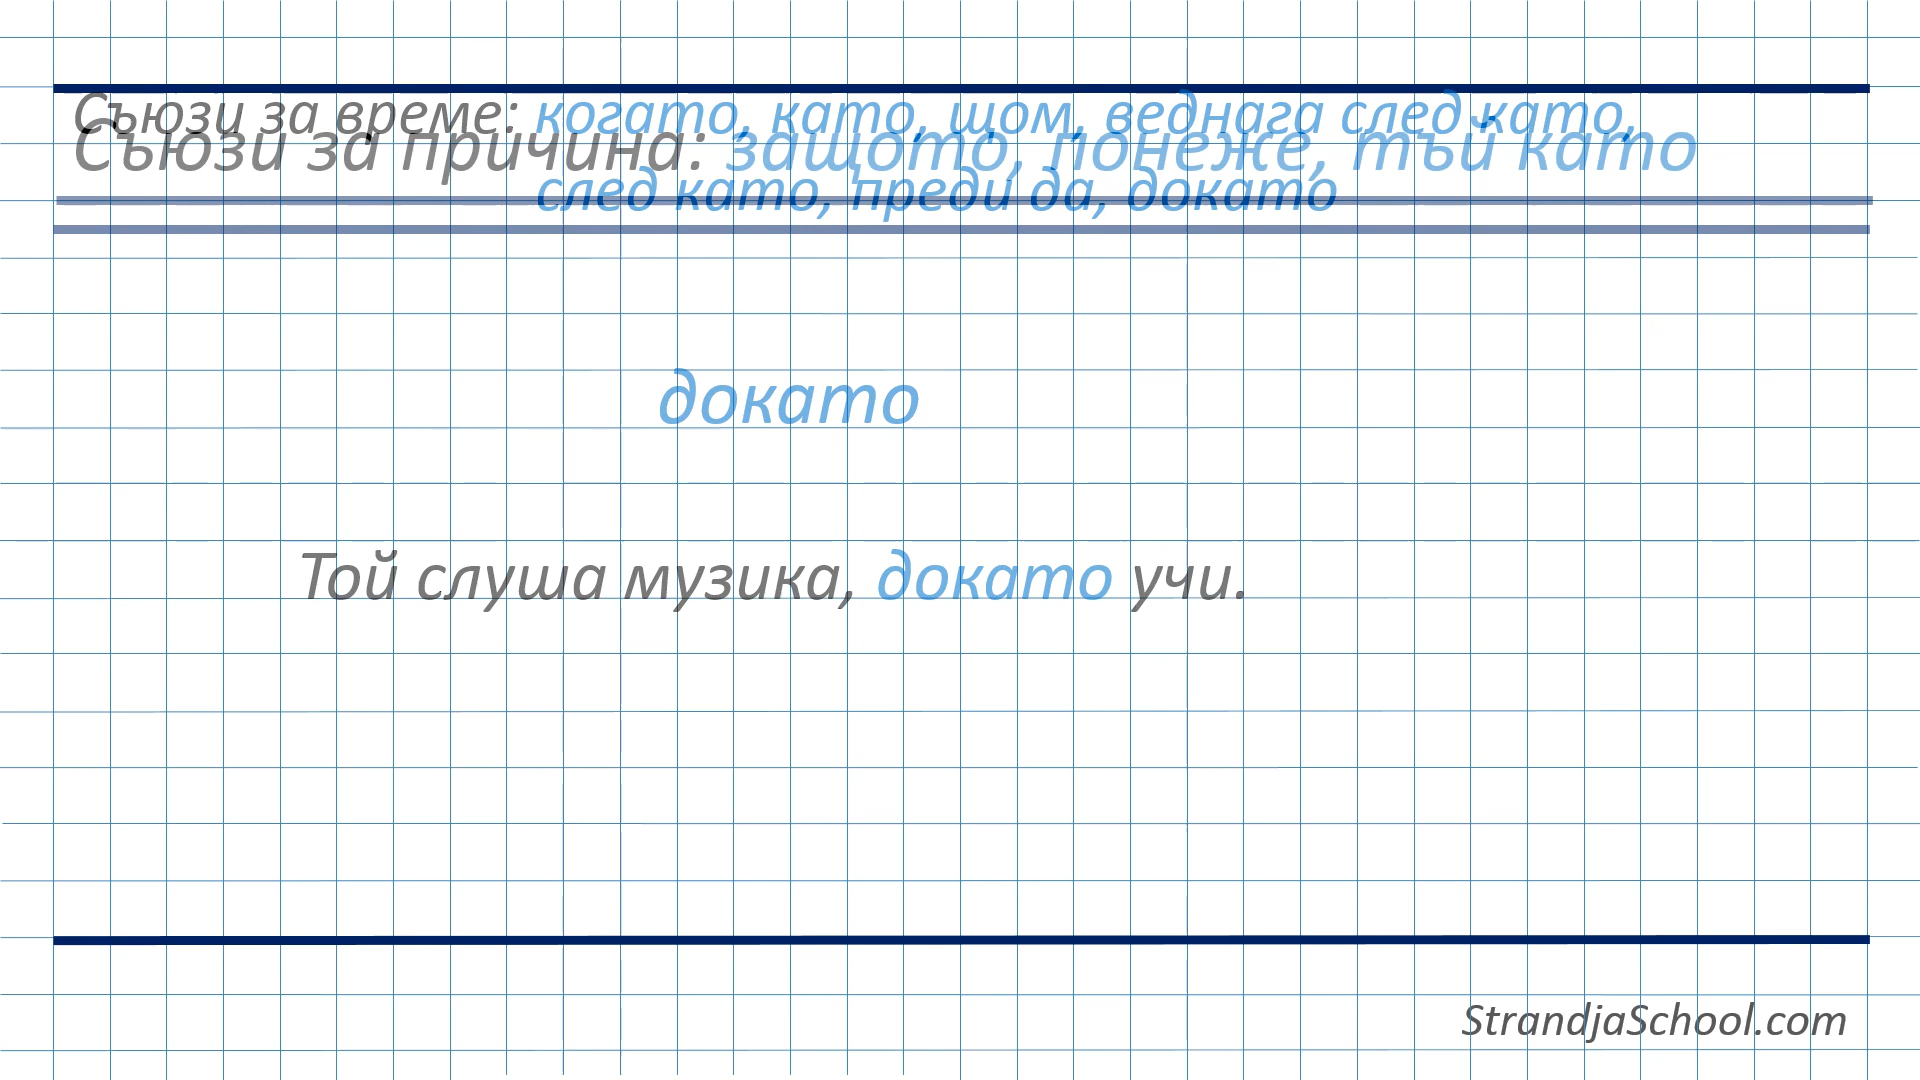 Съюзи за време: когато, като, щом, веднага след като,
Съюзи за причина: защото, понеже, тъй като
след като, преди да, докато
докато
Той слуша музика, докато учи.
StrandjaSchool.com